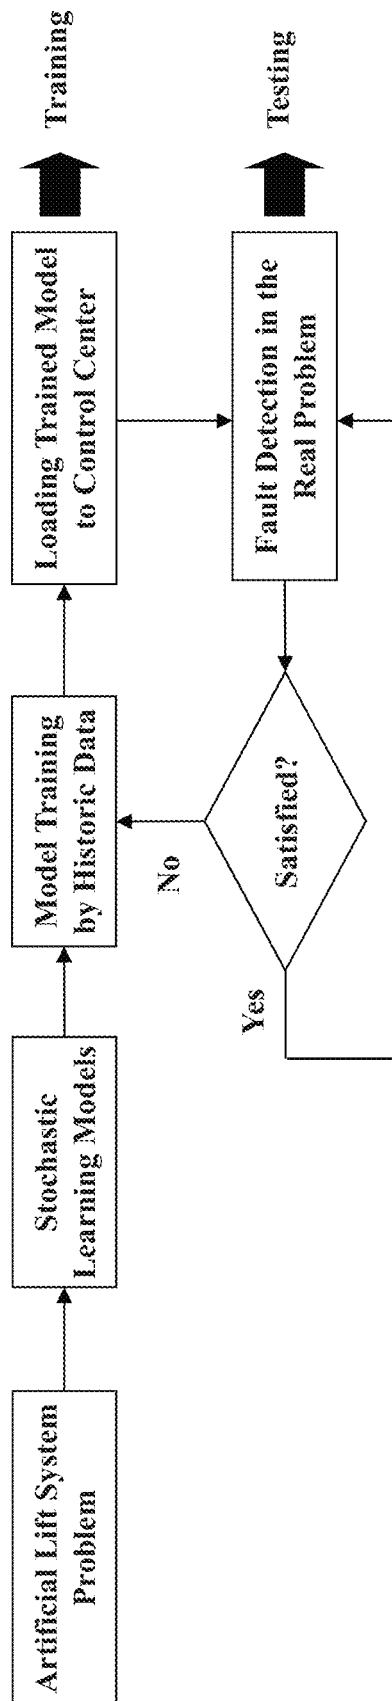 Artificial Lift System
Problem
Stochastic
Learning Models
Model Training
by Historic Data
Loading Trained Model
to Control Center
Training
Yes
Satisfied?
No
Fault Detection in the
Real Problem
Testing